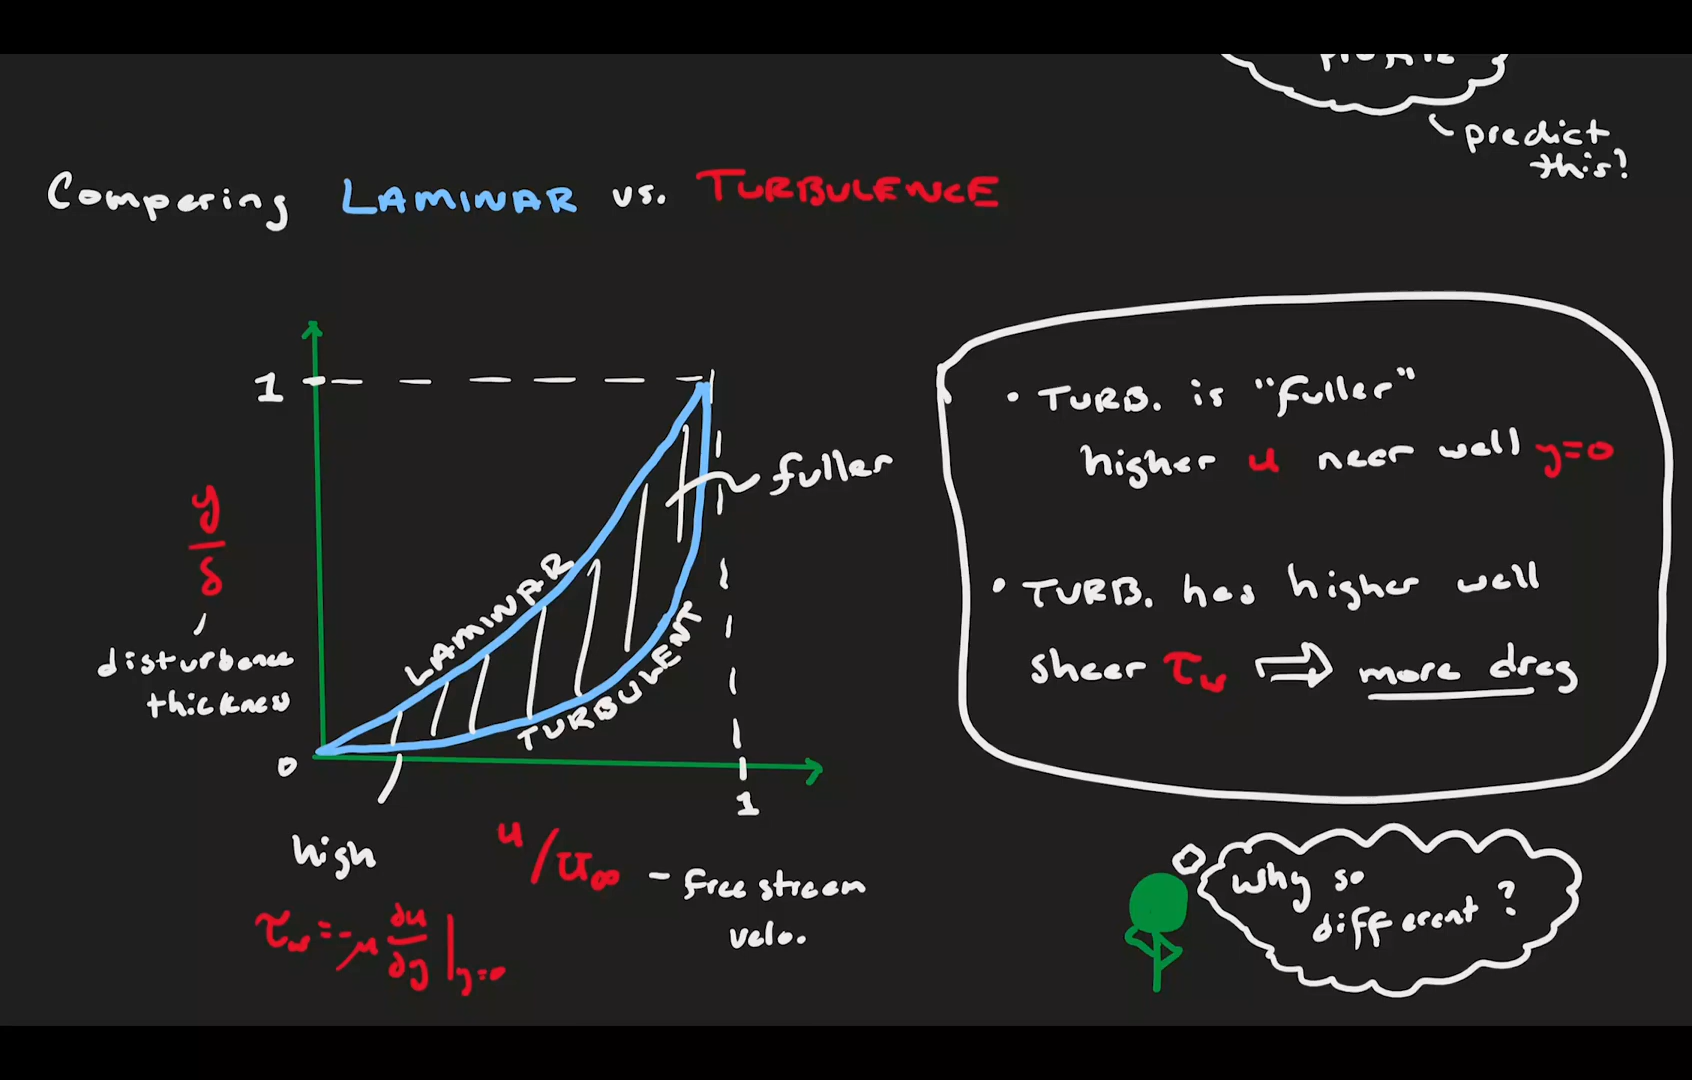 profile
predict
this?
Comparing LAMINAR vs. TURBULENCE
1
y/δ
disturbance
thickness
0
LAMINAR
TURBULENT
fuller
1
high
τw = -μ ∂u/∂y |y=0
u/U∞ - free stream
velo.
• TURB. is "fuller"
higher u near wall y=0
• TURB. has higher wall
shear τw ⇒ more drag
why so
different?